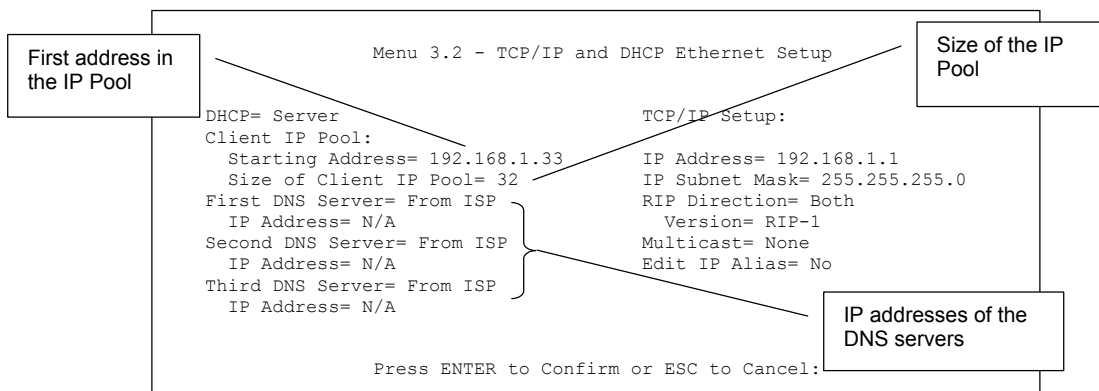 First address in
the IP Pool
Size of the IP
Pool
Menu 3.2 - TCP/IP and DHCP Ethernet Setup
DHCP= Server
Client IP Pool:
Starting Address= 192.168.1.33
Size of Client IP Pool= 32
First DNS Server= From ISP
IP Address= N/A
Second DNS Server= From ISP
IP Address= N/A
Third DNS Server= From ISP
IP Address= N/A
TCP/IP Setup:
IP Address= 192.168.1.1
IP Subnet Mask= 255.255.255.0
RIP Direction= Both
Version= RIP-1
Multicast= None
Edit IP Alias= No
IP addresses of the
DNS servers
Press ENTER to Confirm or ESC to Cancel: